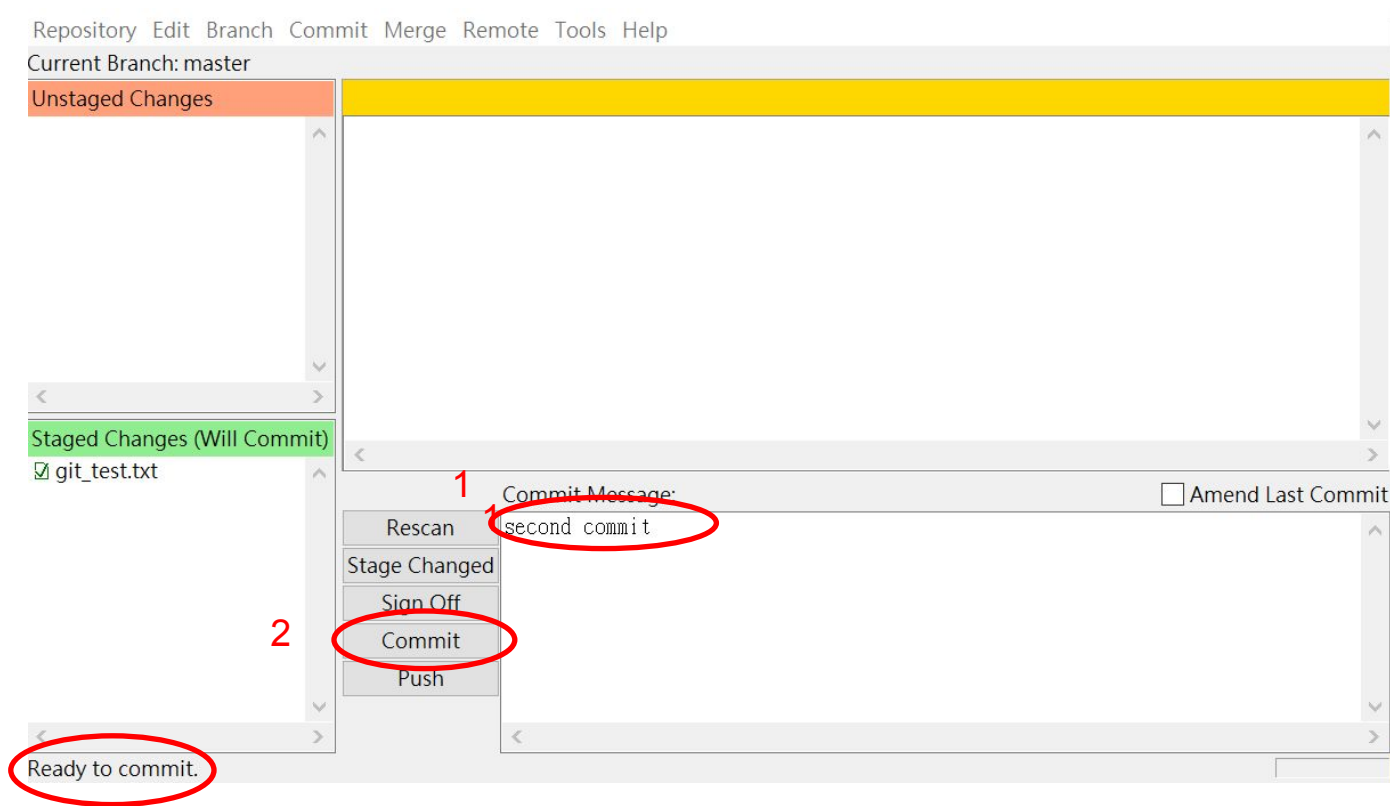 Repository Edit Branch Commit Merge Remote Tools Help
Current Branch: master
Unstaged Changes
Staged Changes (Will Commit)
git_test.txt
1
Commit Message:
Amend Last Commit
1
Rescan
second commit
Stage Changed
Sign Off
2
Commit
Push
Ready to commit.